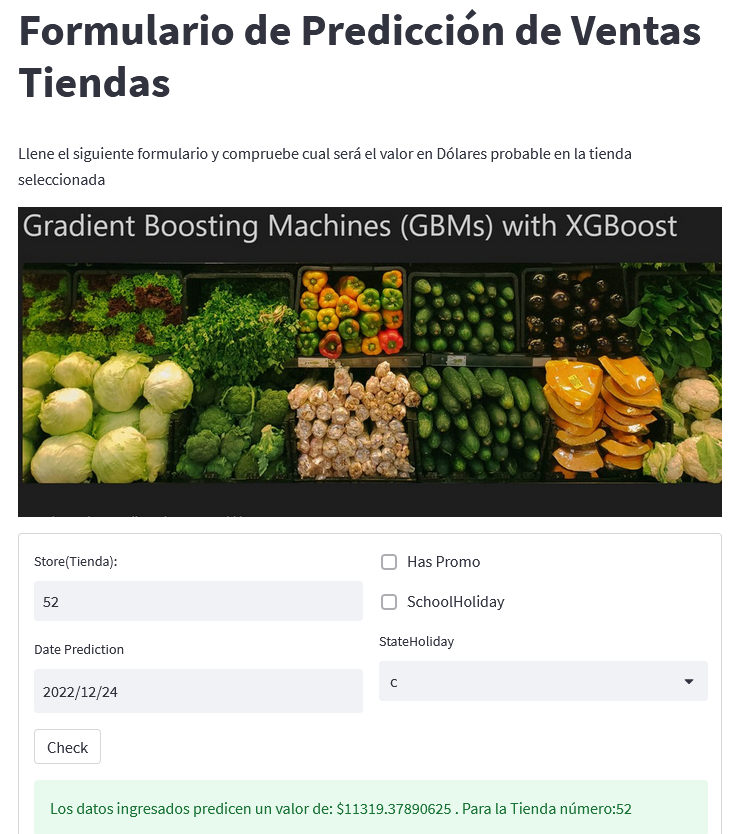 Formulario de Predicción de Ventas
Tiendas
Llene el siguiente formulario y compruebe cual será el valor en Dólares probable en la tienda
seleccionada
Gradient Boosting Machines (GBMs) with XGBoost
Store(Tienda):
52
Date Prediction
2022/12/24
Has Promo
SchoolHoliday
StateHoliday
c
Check
Los datos ingresados predicen un valor de: $11319.37890625 . Para la Tienda número:52